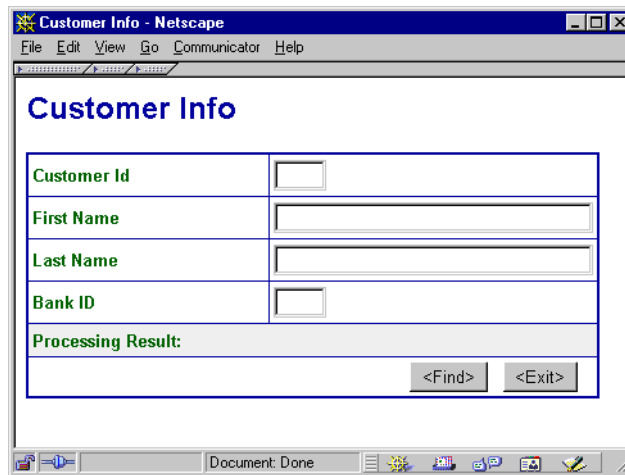 Customer Info - Netscape
File Edit View Go Communicator Help
Customer Info
Customer Id
First Name
Last Name
Bank ID
Processing Result:
<Find> <Exit>
Document: Done